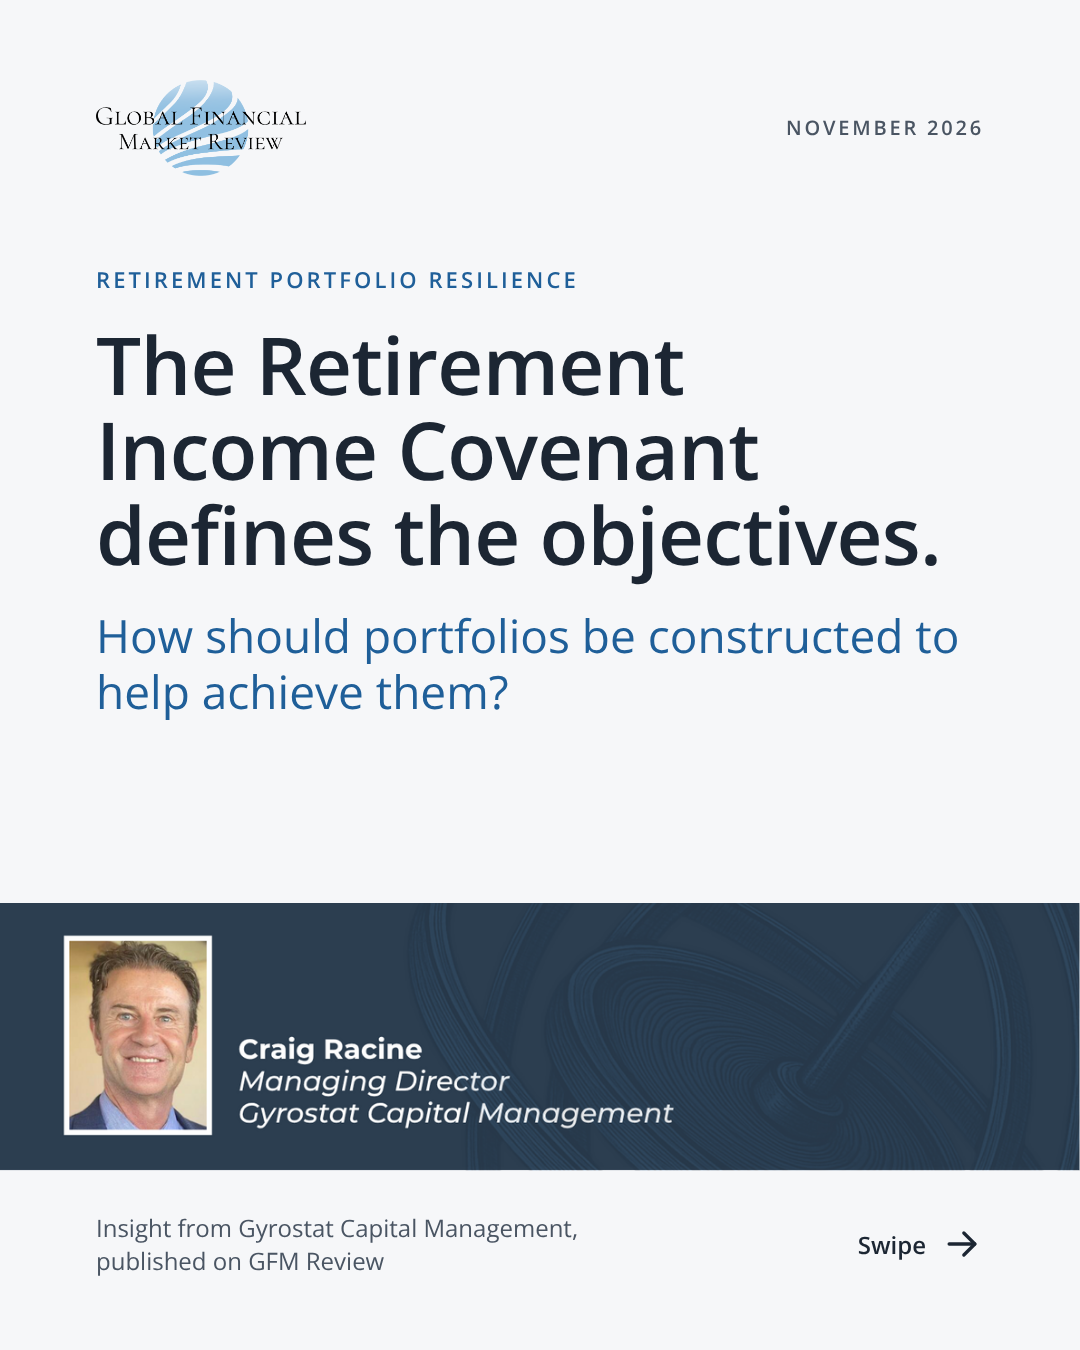 GLOBAL FINANCIAL
MARKET REVIEW
NOVEMBER 2026
RETIREMENT PORTFOLIO RESILIENCE
The Retirement
Income Covenant
defines the objectives.
How should portfolios be constructed to
help achieve them?
Craig Racine
Managing Director
Gyrostat Capital Management
Insight from Gyrostat Capital Management,
published on GFM Review
Swipe →